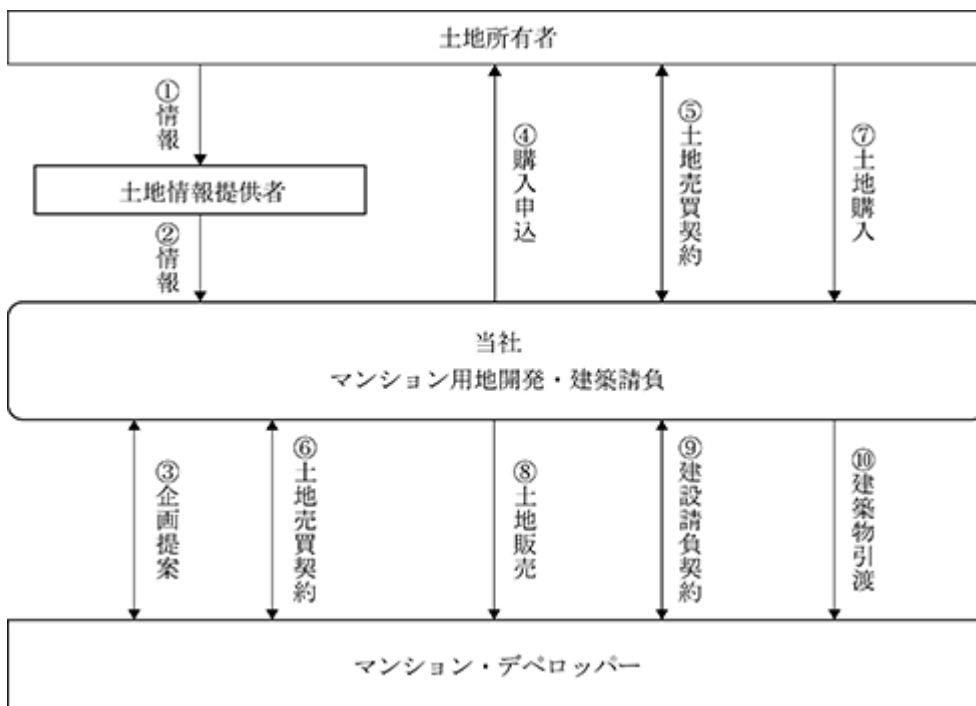 土地所有者
①情報
④購入申込
⑤土地売買契約
⑦土地購入
土地情報提供者
②情報
当社
マンション用地開発・建築請負
③企画提案
⑥土地売買契約
⑧土地販売
⑨建設請負契約
⑩建築物引渡
マンション・デベロッパー